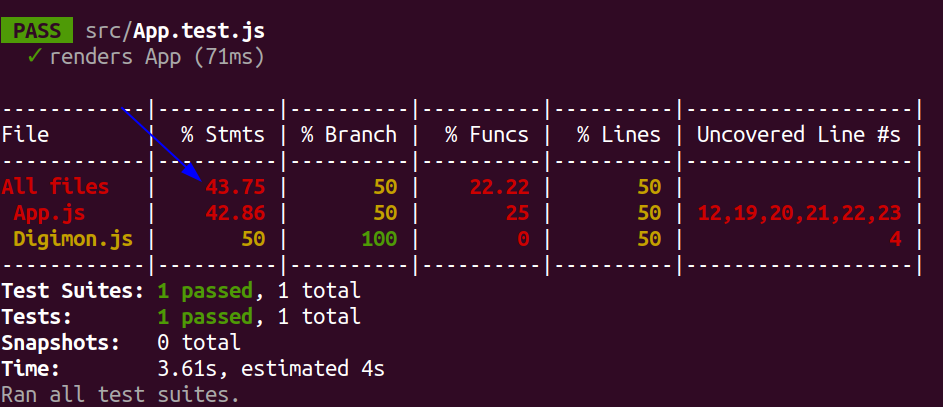 PASS src/App.test.js
✓ renders App (71ms)
------------|----------|----------|----------|----------|-------------------|
File        |  % Stmts | % Branch |  % Funcs |  % Lines | Uncovered Line #s |
------------|----------|----------|----------|----------|-------------------|
All files   |    43.75 |       50 |    22.22 |       50 |                   |
 App.js     |    42.86 |       50 |       25 |       50 | 12,19,20,21,22,23 |
 Digimon.js |       50 |      100 |        0 |       50 |                 4 |
------------|----------|----------|----------|----------|-------------------|
Test Suites: 1 passed, 1 total
Tests:       1 passed, 1 total
Snapshots:   0 total
Time:        3.61s, estimated 4s
Ran all test suites.